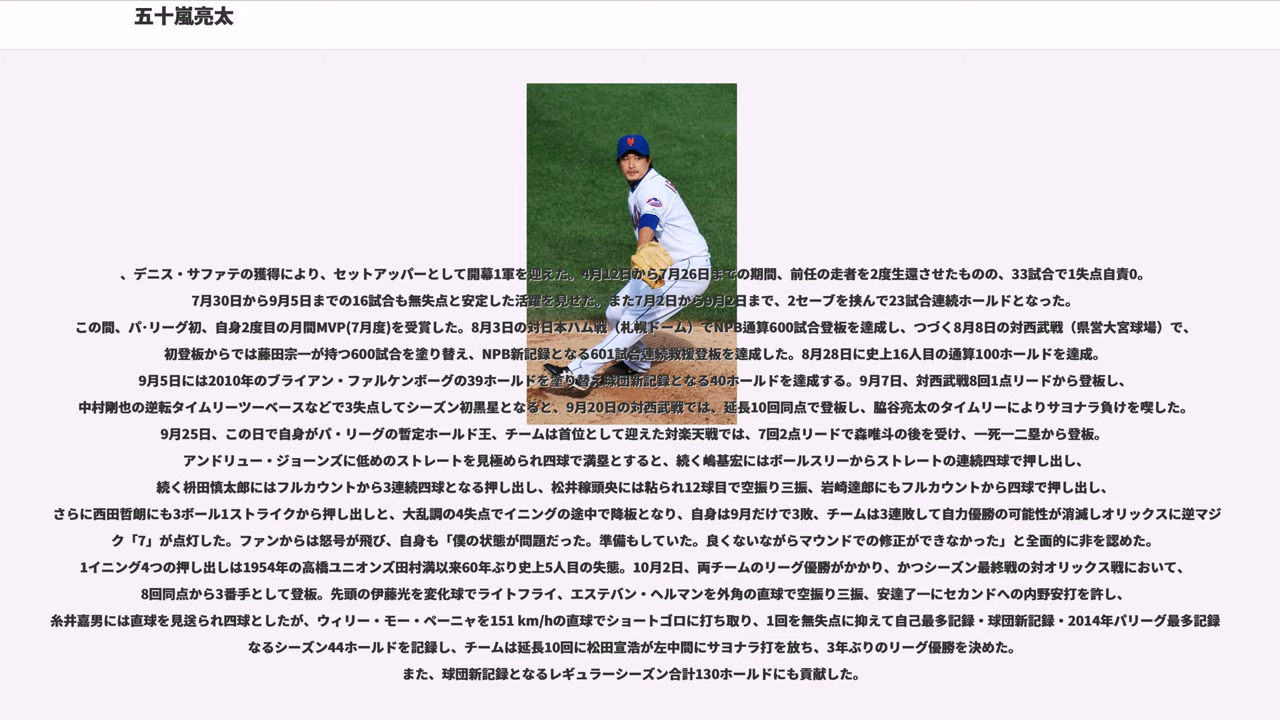 五十嵐亮太
、デニス・サファテの獲得により、セットアッパーとして開幕1軍を迎えた。4月12日から7月26日までの期間、前任の走者を2度生還させたものの、33試合で1失点自責0。
7月30日から9月5日までの16試合も無失点と安定した活躍を見せた。また7月2日から9月2日まで、2セーブを挟んで23試合連続ホールドとなった。
この間、パ・リーグ初、自身2度目の月間MVP(7月度)を受賞した。8月3日の対日本ハム戦（札幌ドーム）でNPB通算600試合登板を達成し、つづく8月8日の対西武戦（県営大宮球場）で、
初登板からでは藤田宗一が持つ600試合を塗り替え、NPB新記録となる601試合連続救援登板を達成した。8月28日に史上16人目の通算100ホールドを達成。
9月5日には2010年のブライアン・ファルケンボーグの39ホールドを塗り替え球団新記録となる40ホールドを達成する。9月7日、対西武戦8回1点リードから登板し、
中村剛也の逆転タイムリーツーベースなどで3失点してシーズン初黒星となると、9月20日の対西武戦では、延長10回同点で登板し、脇谷亮太のタイムリーによりサヨナラ負けを喫した。
9月25日、この日で自身がパ・リーグの暫定ホールド王、チームは首位として迎えた対楽天戦では、7回2点リードで森唯斗の後を受け、一死一二塁から登板。
アンドリュー・ジョーンズに低めのストレートを見極められ四球で満塁とすると、続く嶋基宏にはボールスリーからストレートの連続四球で押し出し、
続く枡田慎太郎にはフルカウントから3連続四球となる押し出し、松井稼頭央には粘られ12球目で空振り三振、岩崎達郎にもフルカウントから四球で押し出し、
さらに西田哲朗にも3ボール1ストライクから押し出しと、大乱調の4失点でイニングの途中で降板となり、自身は9月だけで3敗、チームは3連敗して自力優勝の可能性が消滅しオリックスに逆マジ
ク「7」が点灯した。ファンからは怒号が飛び、自身も「僕の状態が問題だった。準備もしていた。良くないながらマウンドでの修正ができなかった」と全面的に非を認めた。
1イニング4つの押し出しは1954年の高橋ユニオンズ田村満以来60年ぶり史上5人目の失態。10月2日、両チームのリーグ優勝がかかり、かつシーズン最終戦の対オリックス戦において、
8回同点から3番手として登板。先頭の伊藤光を変化球でライトフライ、エステバン・ヘルマンを外角の直球で空振り三振、安達了一にセカンドへの内野安打を許し、
糸井嘉男には直球を見送られ四球としたが、ウィリー・モー・ペーニャを151 km/hの直球でショートゴロに打ち取り、1回を無失点に抑えて自己最多記録・球団新記録・2014年パリーグ最多記録
なるシーズン44ホールドを記録し、チームは延長10回に松田宣浩が左中間にサヨナラ打を放ち、3年ぶりのリーグ優勝を決めた。
また、球団新記録となるレギュラーシーズン合計130ホールドにも貢献した。